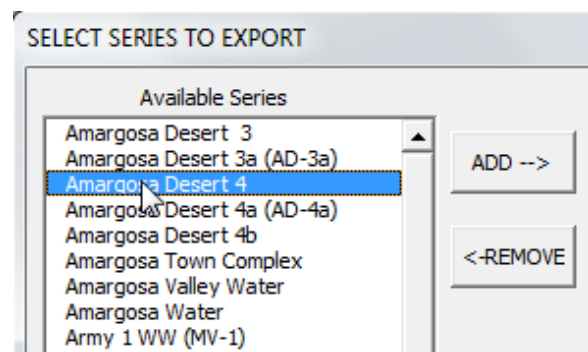 SELECT SERIES TO EXPORT
Available Series
Amargosa Desert  3
Amargosa Desert 3a (AD-3a)
Amargosa Desert 4
Amargosa Desert 4a (AD-4a)
Amargosa Desert 4b
Amargosa Town Complex
Amargosa Valley Water
Amargosa Water
Army 1 WW (MV-1)
ADD -->
<-REMOVE